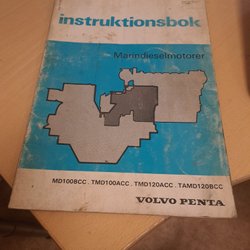 instruktionsbok
Marindieselmotorer
MD100BCC . TMD100ACC . TMD120ACC . TAMD120BCC
VOLVO PENTA